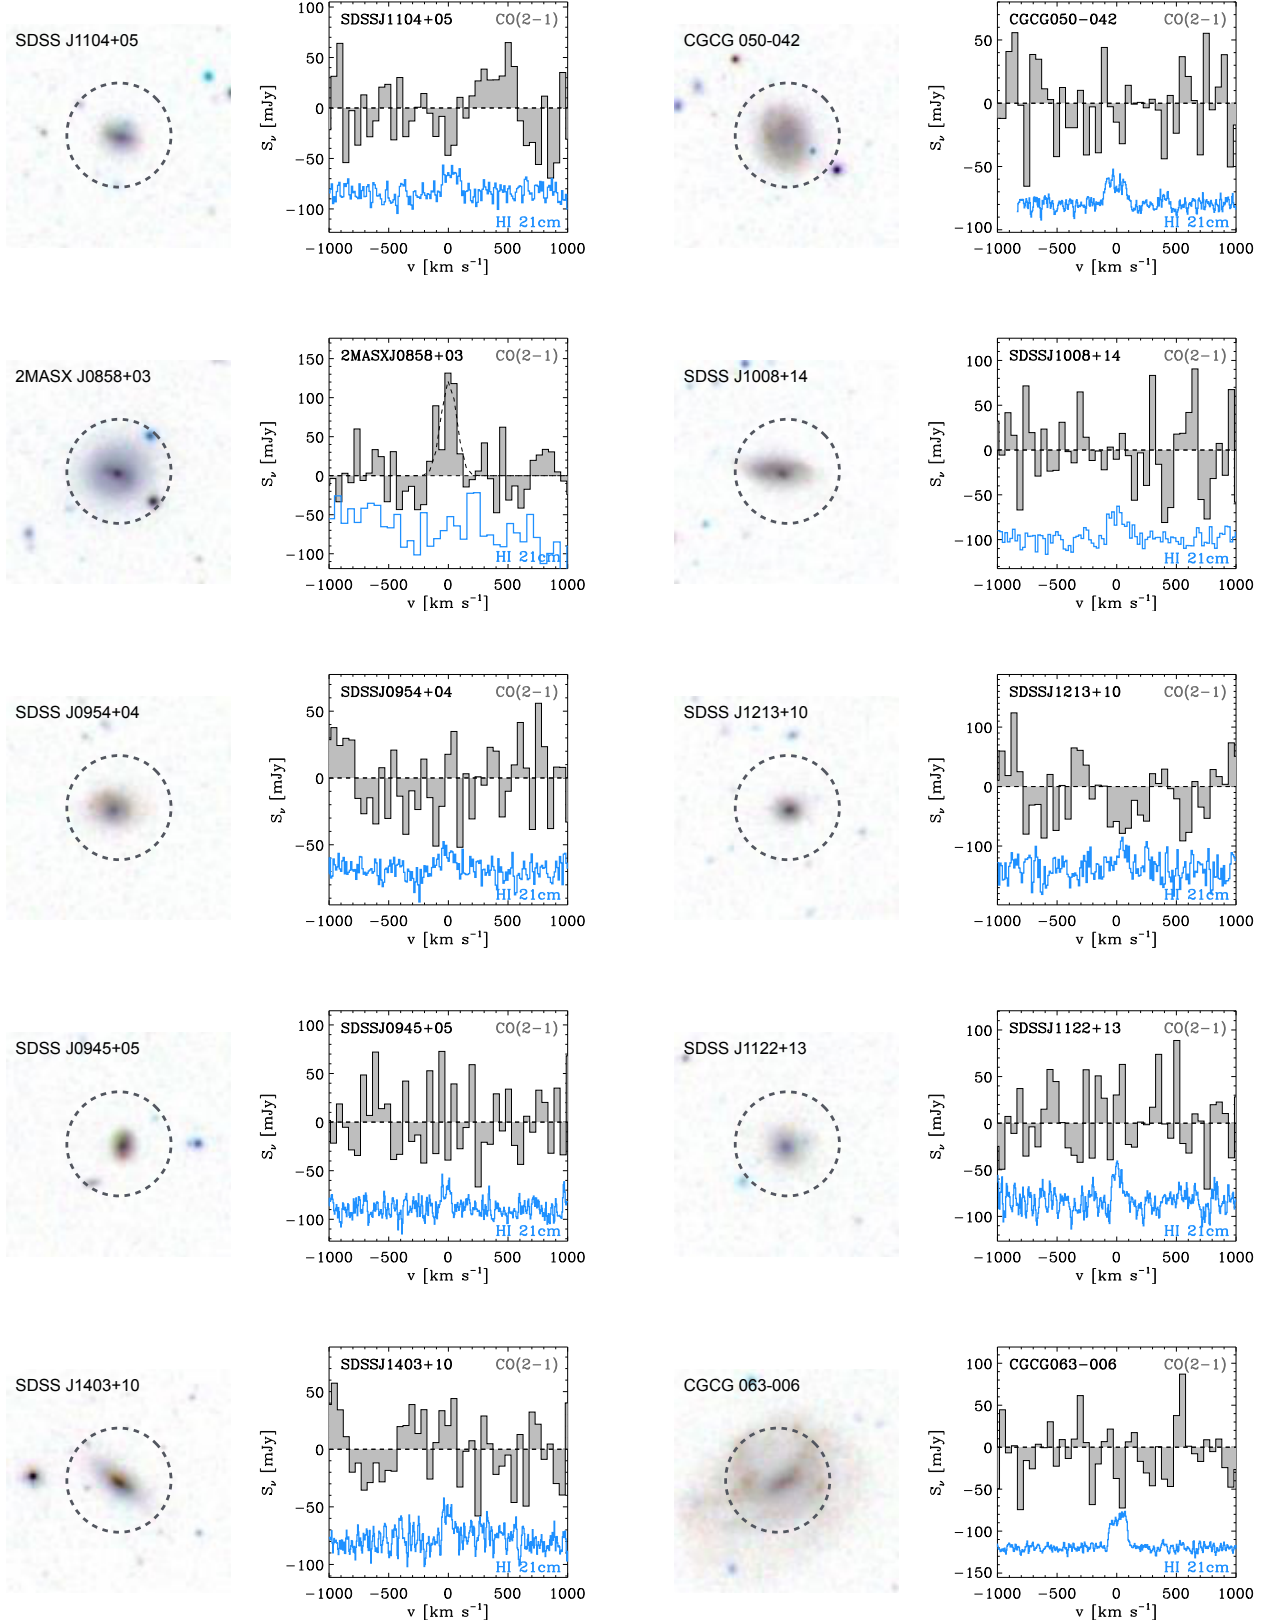 SDSS J1104+05
SDSSJ1104+05 CO(2-1)
100
50
0
−50
−100
Sν [mJy]
HI 21cm
−1000 −500 0 500 1000
v [km s−1]
CGCG 050-042
CGCG050−042 CO(2−1)
50
0
−50
−100
Sν [mJy]
HI 21cm
−1000 −500 0 500 1000
v [km s−1]
2MASX J0858+03
2MASXJ0858+03 CO(2−1)
150
100
50
0
−50
−100
Sν [mJy]
HI 21cm
−1000 −500 0 500 1000
v [km s−1]
SDSS J1008+14
SDSSJ1008+14 CO(2−1)
100
50
0
−50
−100
Sν [mJy]
HI 21cm
−1000 −500 0 500 1000
v [km s−1]
SDSS J0954+04
SDSSJ0954+04 CO(2−1)
50
0
−50
Sν [mJy]
HI 21cm
−1000 −500 0 500 1000
v [km s−1]
SDSS J1213+10
SDSSJ1213+10 CO(2−1)
100
0
−100
Sν [mJy]
HI 21cm
−1000 −500 0 500 1000
v [km s−1]
SDSS J0945+05
SDSSJ0945+05 CO(2−1)
100
50
0
−50
−100
Sν [mJy]
HI 21cm
−1000 −500 0 500 1000
v [km s−1]
SDSS J1122+13
SDSSJ1122+13 CO(2−1)
100
50
0
−50
−100
Sν [mJy]
HI 21cm
−1000 −500 0 500 1000
v [km s−1]
SDSS J1403+10
SDSSJ1403+10 CO(2−1)
50
0
−50
−100
Sν [mJy]
HI 21cm
−1000 −500 0 500 1000
v [km s−1]
CGCG 063-006
CGCG063−006 CO(2−1)
100
50
0
−50
−100
−150
Sν [mJy]
HI 21cm
−1000 −500 0 500 1000
v [km s−1]